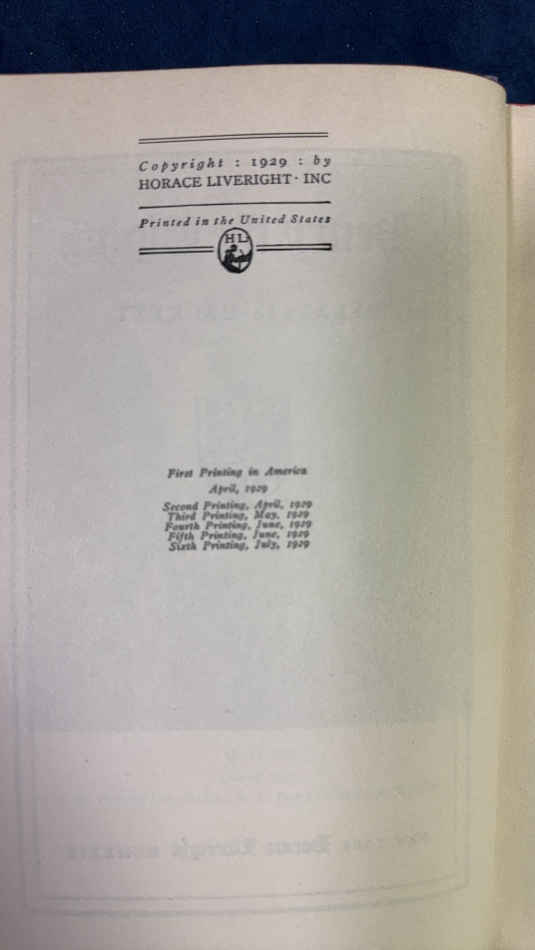 Copyright : 1929 : by
HORACE LIVERIGHT · INC
Printed in the United States
HL
First Printing in America
April, 1929
Second Printing, April, 1929
Third Printing, May, 1929
Fourth Printing, June, 1929
Fifth Printing, June, 1929
Sixth Printing, July, 1929